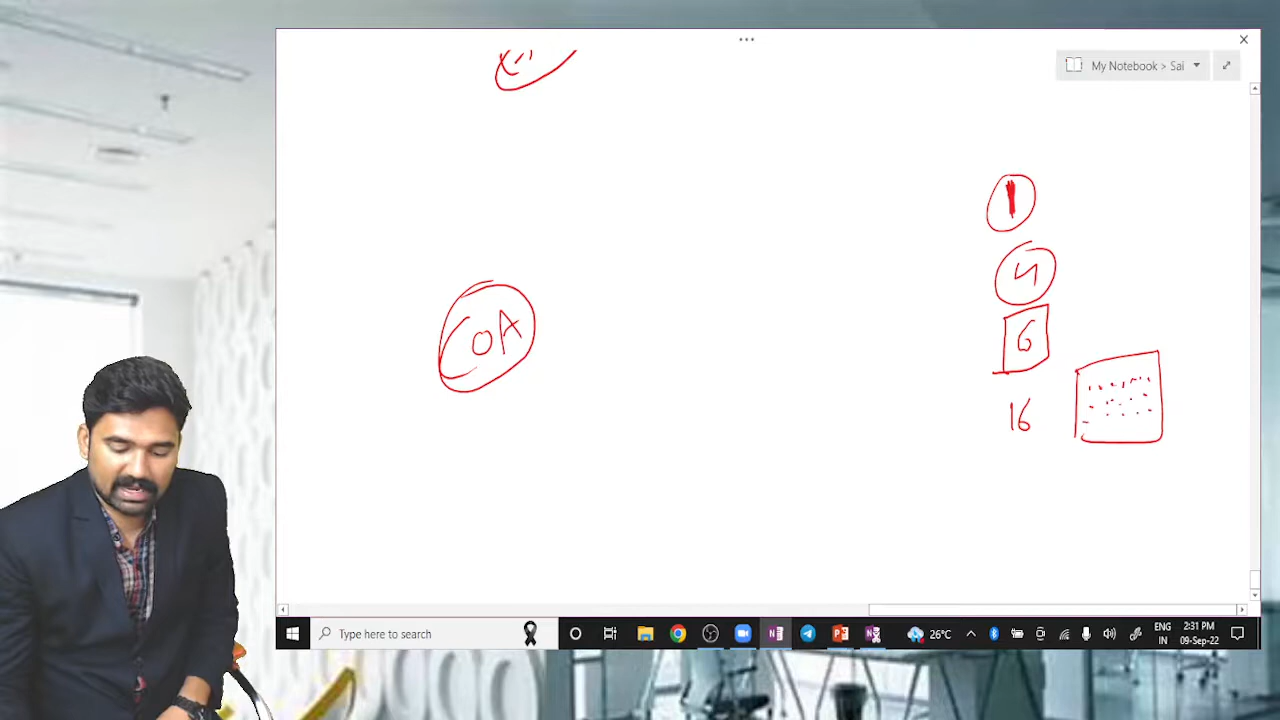 My Notebook > Sai
1
4
COA
6
16
Type here to search
26°C
ENG
IN
2:31 PM
09-Sep-22